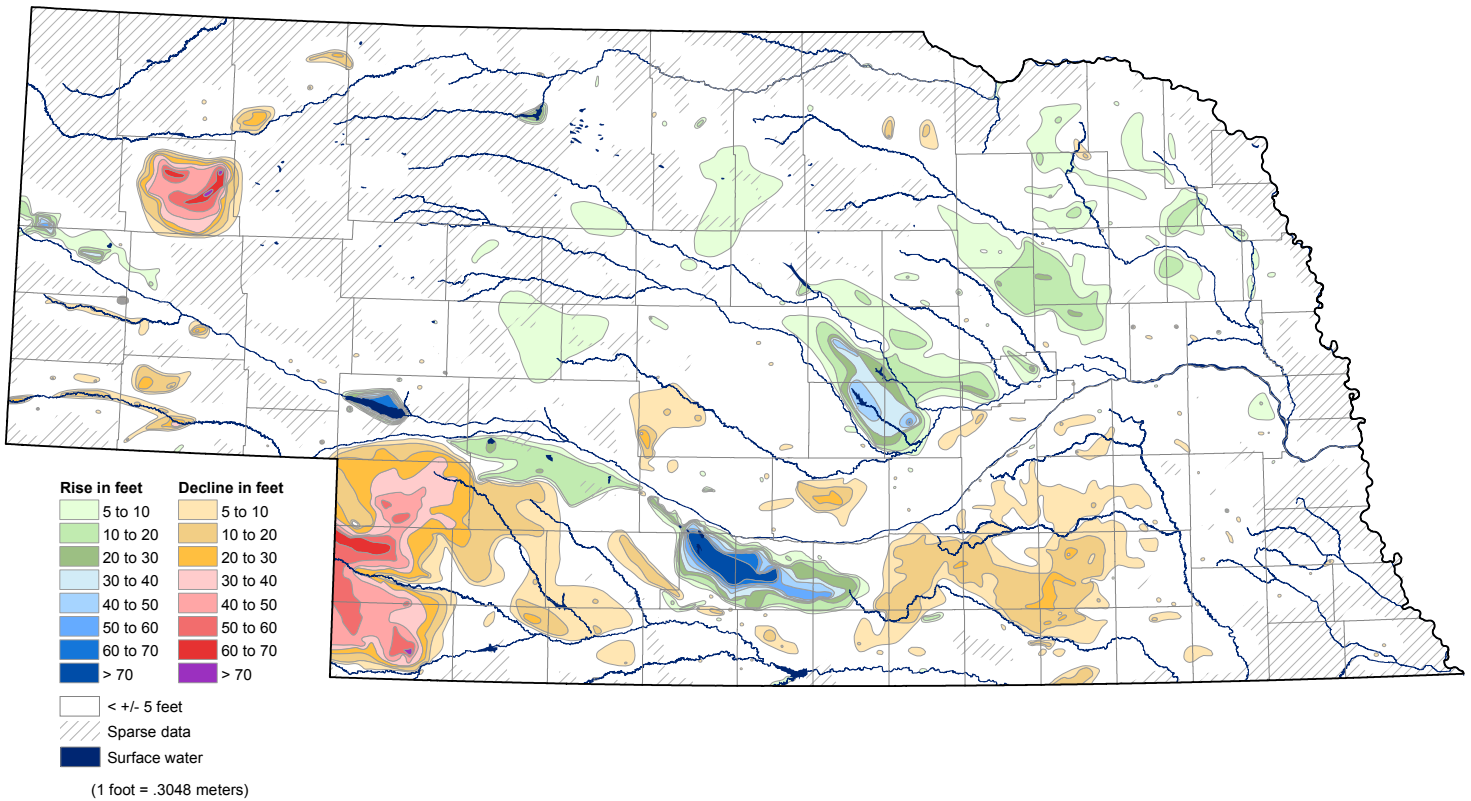 Rise in feet Decline in feet
5 to 10 5 to 10
10 to 20 10 to 20
20 to 30 20 to 30
30 to 40 30 to 40
40 to 50 40 to 50
50 to 60 50 to 60
60 to 70 60 to 70
> 70 > 70
< +/- 5 feet
Sparse data
Surface water
(1 foot = .3048 meters)